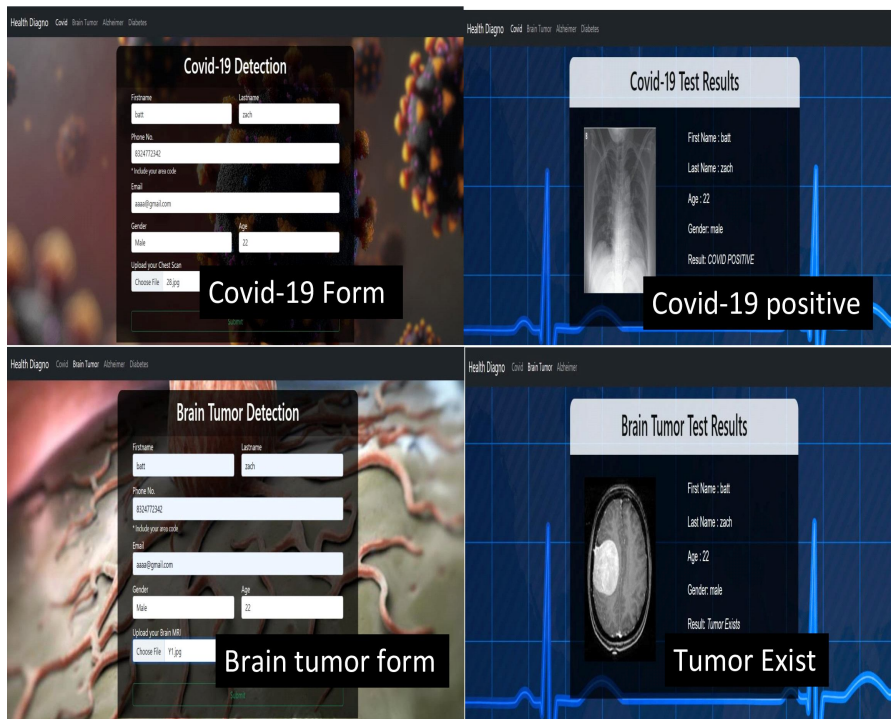 Health Diagno Covid Brain Tumor Alzheimer Diabetes
Covid-19 Detection
Firstname Lastname
batt zach
Phone No.
8324772342
* Include your area code
Email
aaaa@gmail.com
Gender Age
Male 22
Upload your Chest Scan
Choose File 28.jpg
Submit
Covid-19 Form
Health Diagno Covid Brain Tumor Alzheimer Diabetes
Covid-19 Test Results
First Name : batt
Last Name : zach
Age : 22
Gender: male
Result: COVID POSITIVE
Covid-19 positive
Health Diagno Covid Brain Tumor Alzheimer Diabetes
Brain Tumor Detection
Firstname Lastname
batt zach
Phone No.
8324772342
* Include your area code
Email
aaaa@gmail.com
Gender Age
Male 22
Upload your Brain MRI
Choose File Y1.jpg
Submit
Brain tumor form
Health Diagno Covid Brain Tumor Alzheimer
Brain Tumor Test Results
First Name : batt
Last Name : zach
Age : 22
Gender: male
Result: Tumor Exists
Tumor Exist